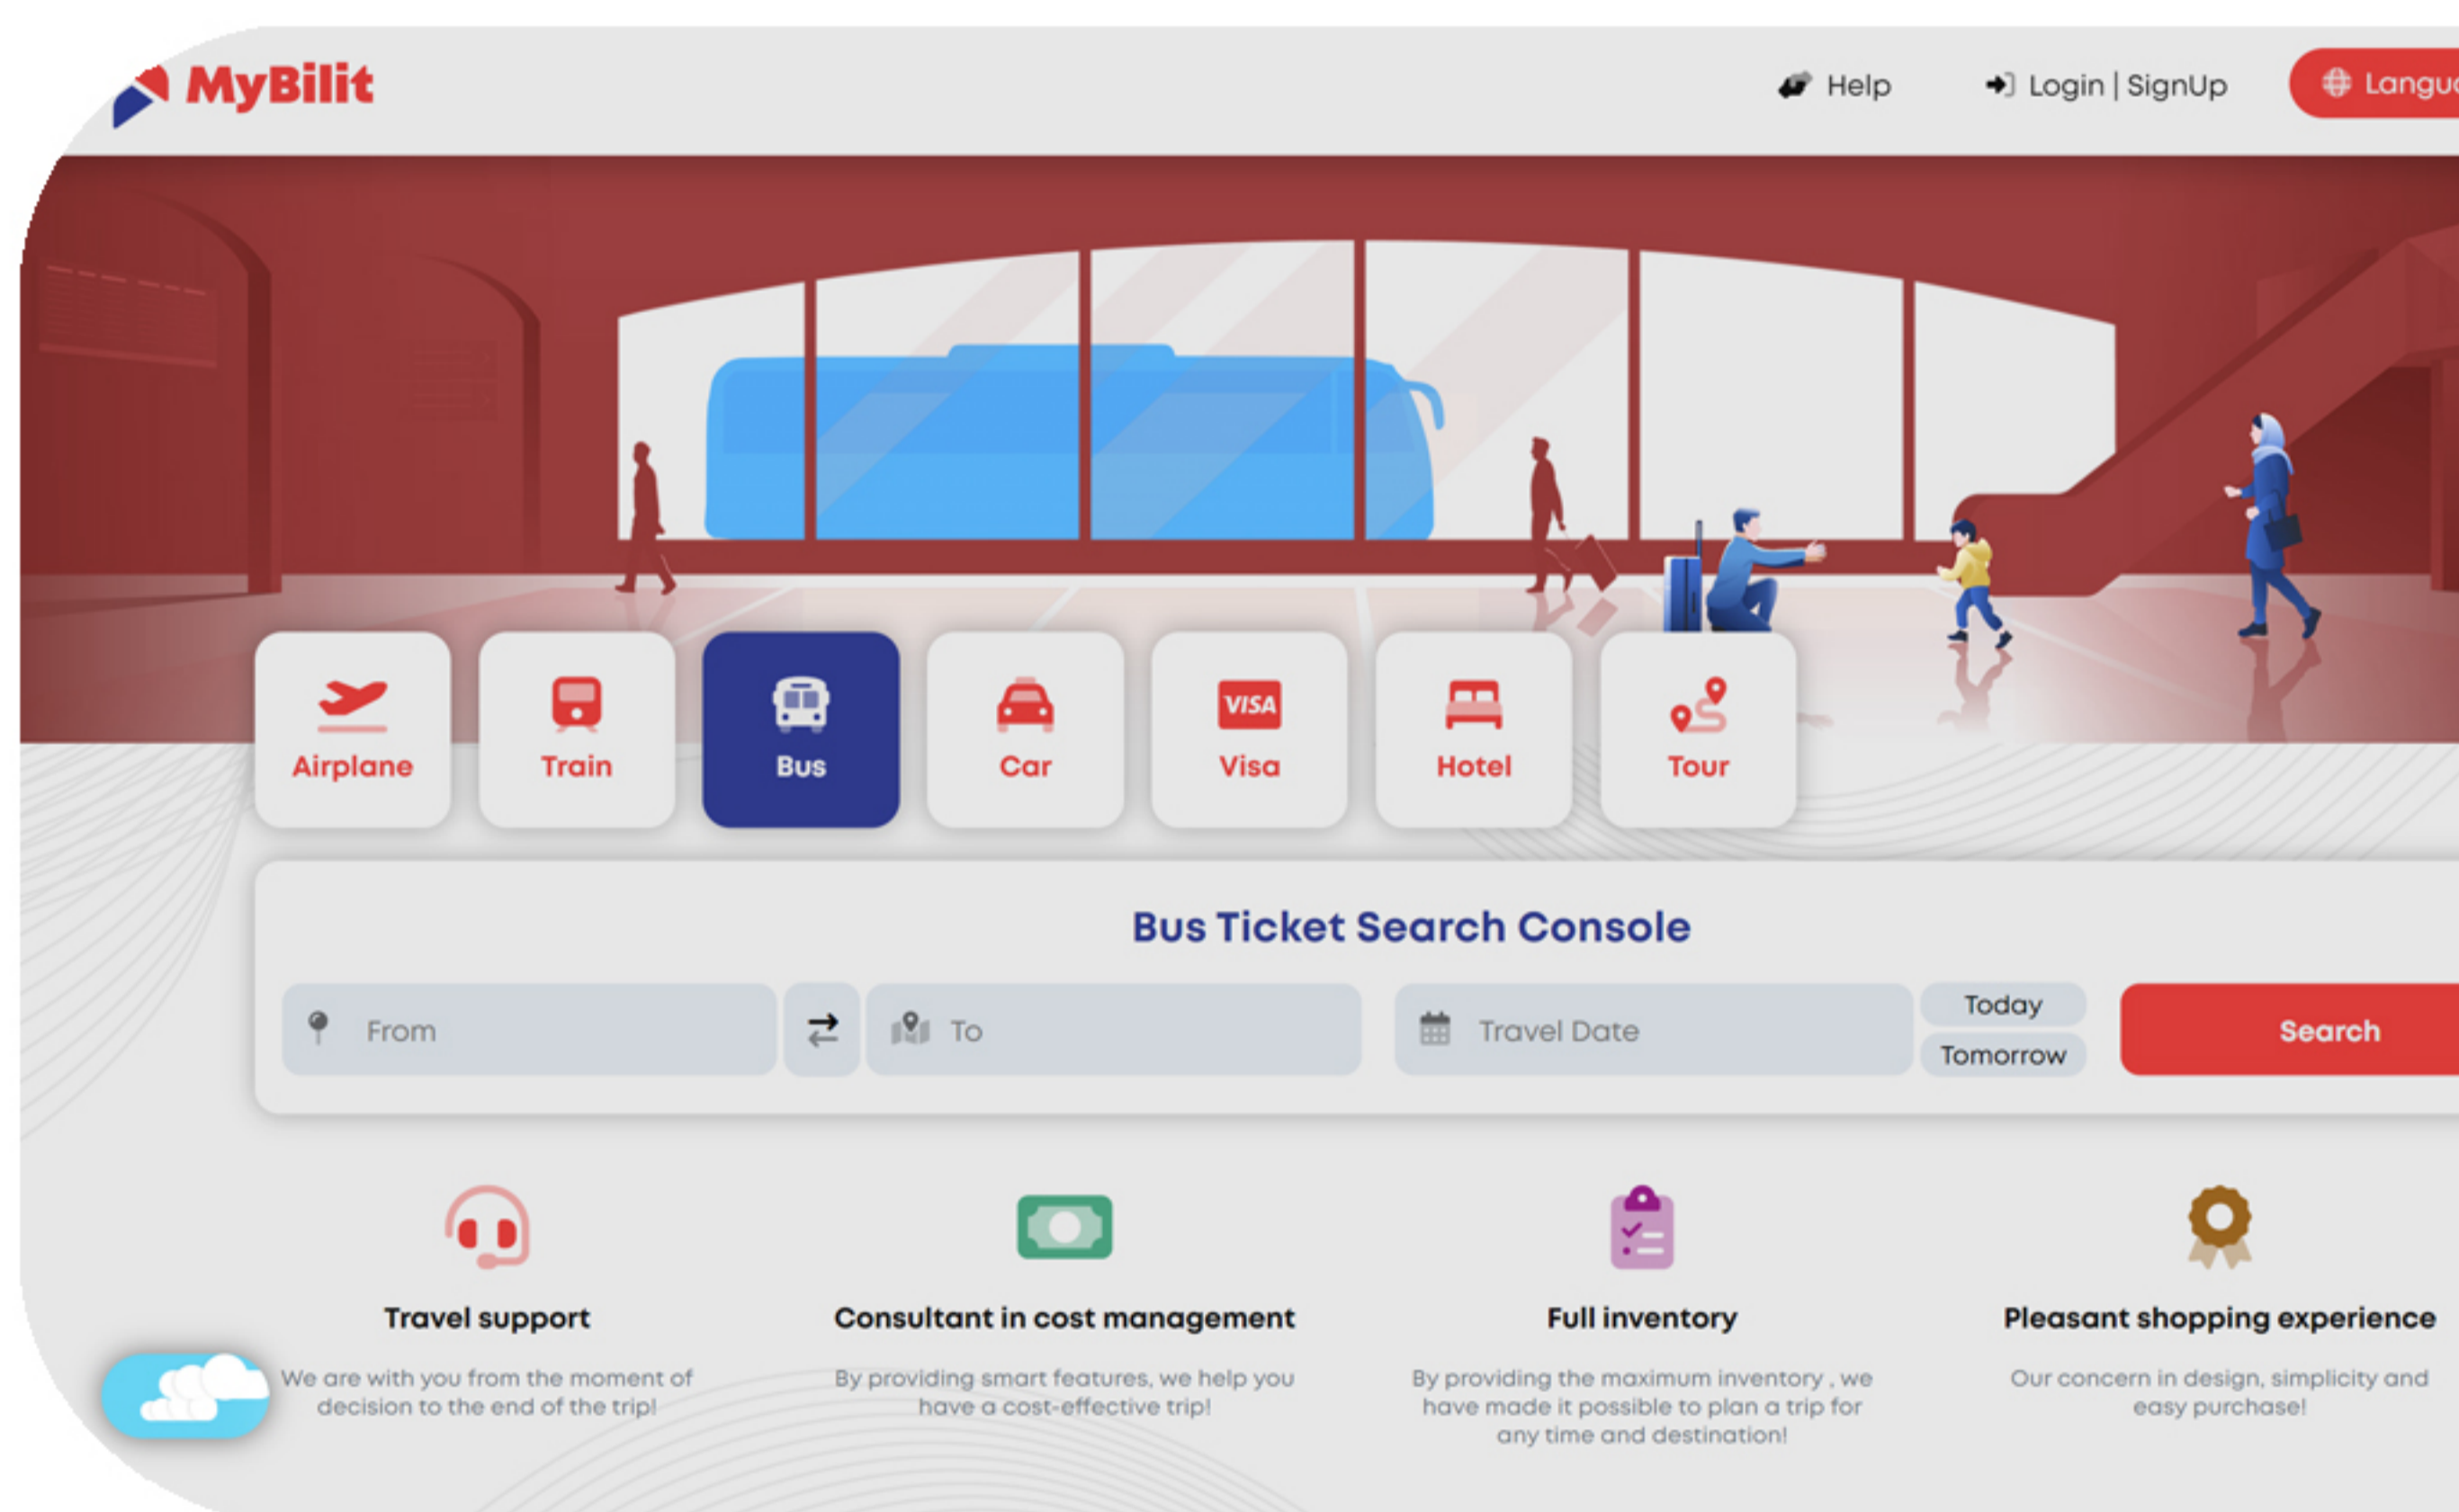 MyBilit
Help
Login | SignUp
Airplane
Train
Bus
Car
VISA
Visa
Hotel
Tour
Bus Ticket Search Console
From
To
Travel Date
Today
Tomorrow
Search
Travel support
We are with you from the moment of
decision to the end of the trip!
Consultant in cost management
By providing smart features, we help you
have a cost-effective trip!
Full inventory
By providing the maximum inventory , we
have made it possible to plan a trip for
any time and destination!
Pleasant shopping experience
Our concern in design, simplicity and
easy purchase!